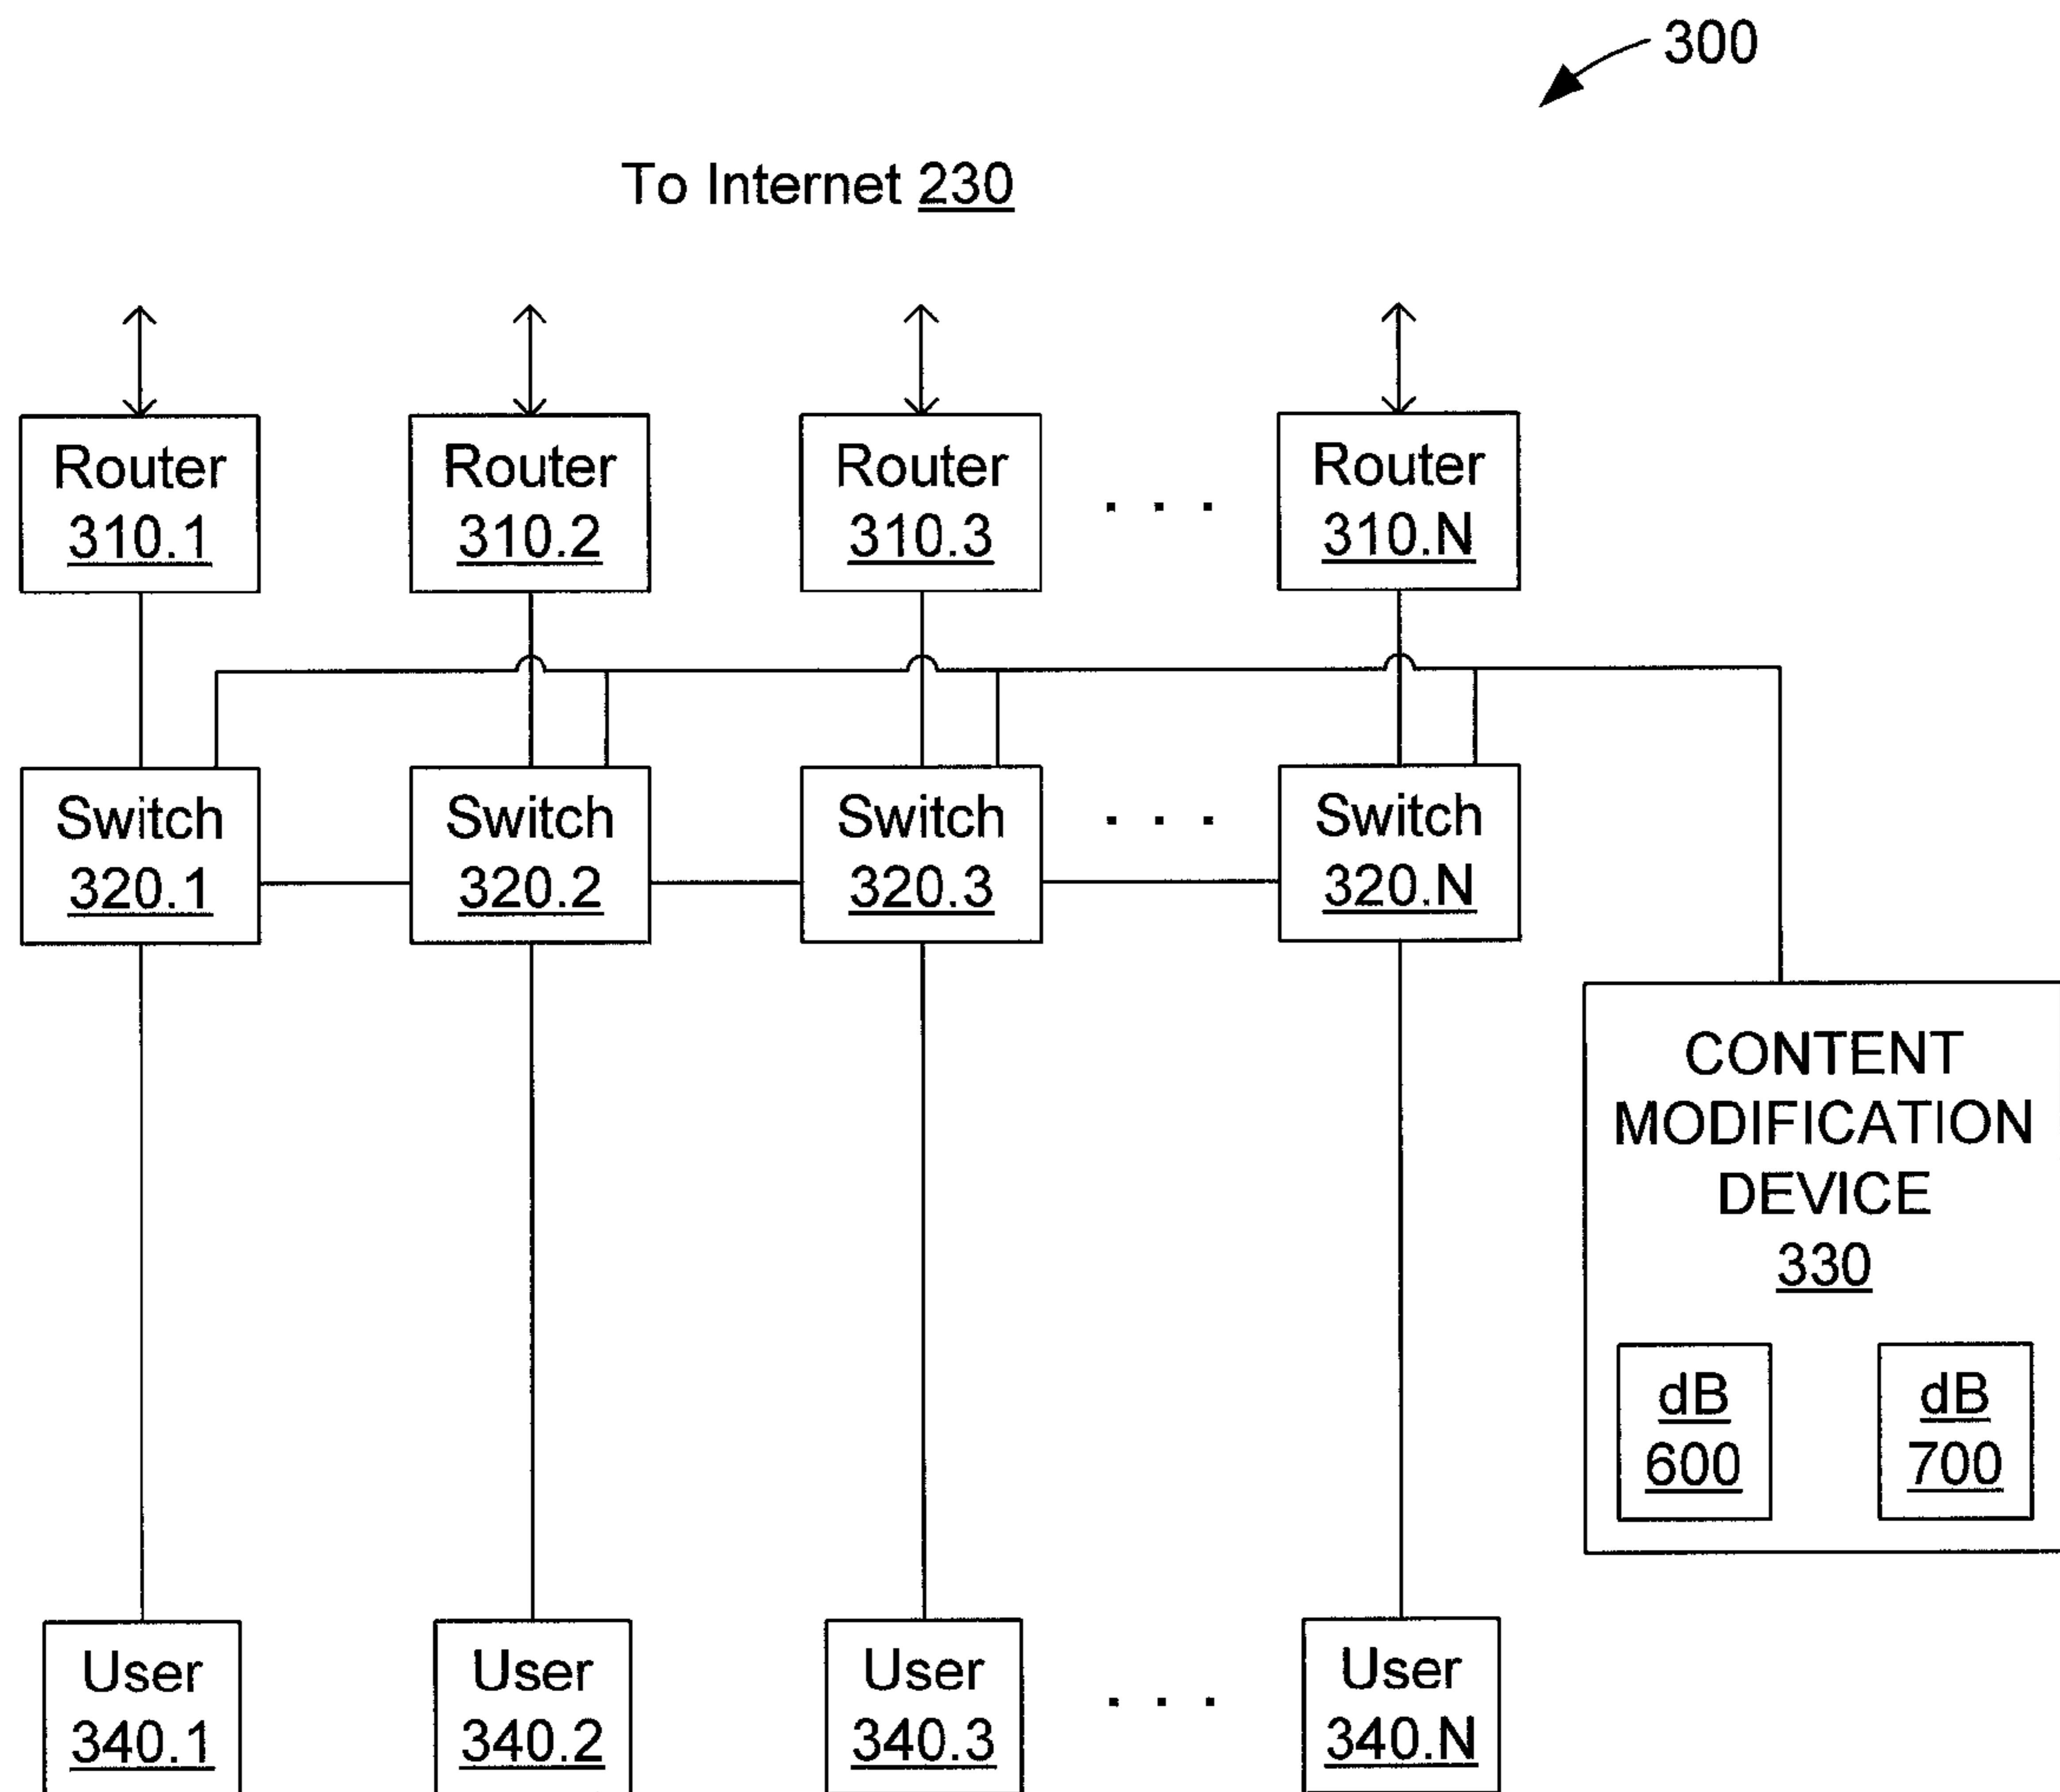 300
To Internet 230
Router
310.1
Router
310.2
Router
310.3
. . .
Router
310.N
Switch
320.1
Switch
320.2
Switch
320.3
. . .
Switch
320.N
CONTENT
MODIFICATION
DEVICE
330
dB
600
dB
700
User
340.1
User
340.2
User
340.3
. . .
User
340.N